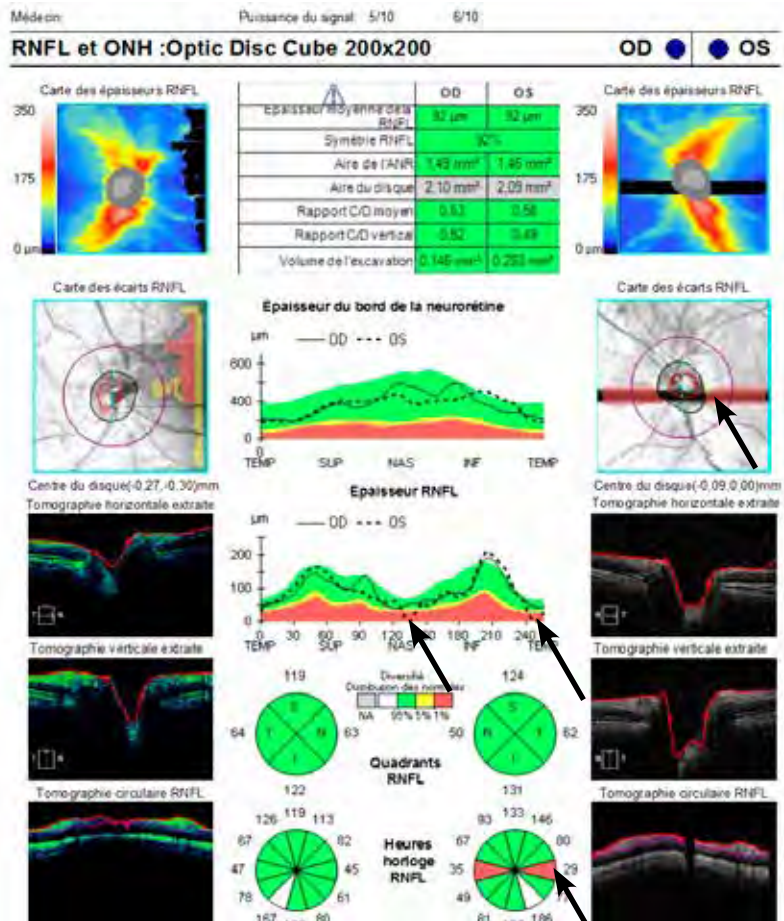 Médecin: Puissance du signal: 5/10 6/10
RNFL et ONH :Optic Disc Cube 200x200 OD OS
Carte des épaisseurs RNFL
350
175
0 µm
OD OS
Epaisseur moyenne de la RNFL 92 µm 92 µm
Symétrie RNFL 92%
Aire de l'ANR 1,49 mm² 1,46 mm²
Aire du disque 2,10 mm² 2,09 mm²
Rapport C/D moyen 0,53 0,56
Rapport C/D vertical 0,52 0,49
Volume de l'excavation
Carte des épaisseurs RNFL
350
175
0 µm
Carte des écarts RNFL
Centre du disque(-0,27,-0,30)mm
Épaisseur du bord de la neurorétine
µm OD OS
600
400
0
TEMP SUP NAS INF TEMP
Carte des écarts RNFL
Centre du disque(-0,09,0,00)mm
Tomographie horizontale extraite
Epaisseur RNFL
µm OD OS
200
100
0
0 30 60 90 120 150 180 210 240
TEMP SUP NAS INF TEMP
Tomographie horizontale extraite
Tomographie verticale extraite
Tomographie verticale extraite
Diversifié
Distribution des normales
NA 95% 5% 1%
119
64 S T N I 63
122
Quadrants
RNFL
124
50 S N T I 62
131
Tomographie circulaire RNFL
126 119 113
67 82
47 45
78 61
167 80
Heures
horloge
RNFL
93 133 146
67 80
35 29
49
61 186
Tomographie circulaire RNFL